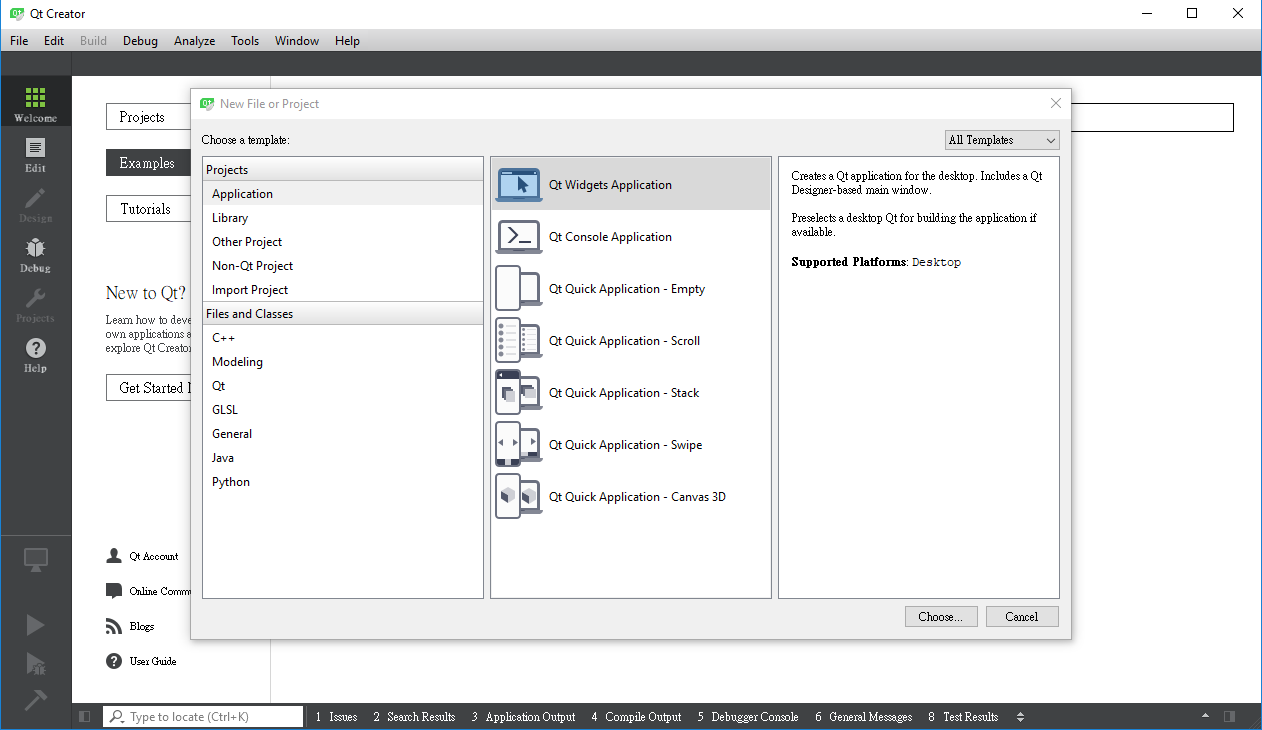 Qt Creator
File Edit Build Debug Analyze Tools Window Help
Welcome
Edit
Design
Debug
Projects
Help
Projects
Examples
Tutorials
New to Qt?
Learn how to deve
own applications a
explore Qt Creator
Get Started
Qt Account
Online Comm
Blogs
User Guide
New File or Project
Choose a template:
All Templates
Projects
Application
Library
Other Project
Non-Qt Project
Import Project
Files and Classes
C++
Modeling
Qt
GLSL
General
Java
Python
Qt Widgets Application
Qt Console Application
Qt Quick Application - Empty
Qt Quick Application - Scroll
Qt Quick Application - Stack
Qt Quick Application - Swipe
Qt Quick Application - Canvas 3D
Creates a Qt application for the desktop. Includes a Qt
Designer-based main window.
Preselects a desktop Qt for building the application if
available.
Supported Platforms: Desktop
Choose... Cancel
Type to locate (Ctrl+K) 1 Issues 2 Search Results 3 Application Output 4 Compile Output 5 Debugger Console 6 General Messages 8 Test Results